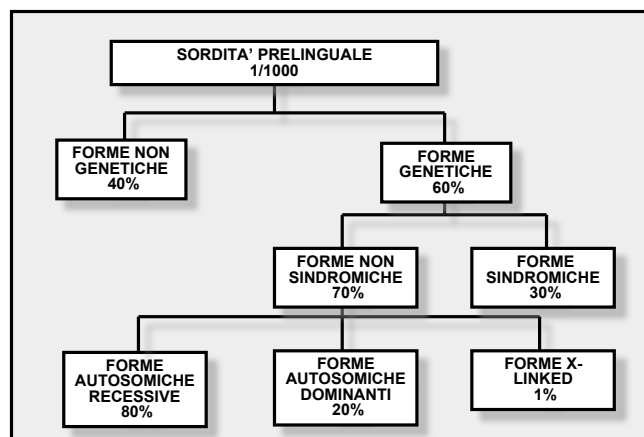 SORDITA' PRELINGUALE
1/1000
FORME NON
GENETICHE
40%
FORME
GENETICHE
60%
FORME NON
SINDROMICHE
70%
FORME
SINDROMICHE
30%
FORME
AUTOSOMICHE
RECESSIVE
80%
FORME
AUTOSOMICHE
DOMINANTI
20%
FORME X-
LINKED
1%